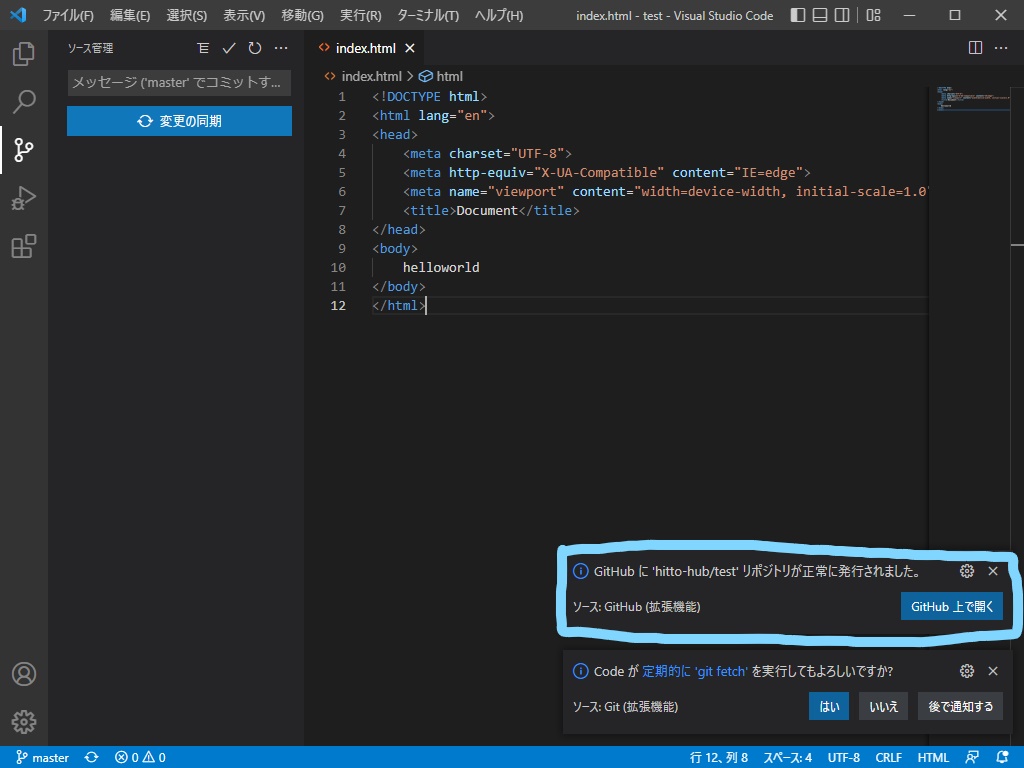 ファイル(F) 編集(E) 選択(S) 表示(V) 移動(G) 実行(R) ターミナル(T) ヘルプ(H) index.html - test - Visual Studio Code
ソース管理
メッセージ ('master' でコミットす...
変更の同期
index.html
index.html > html
1 <!DOCTYPE html>
2 <html lang="en">
3 <head>
4 <meta charset="UTF-8">
5 <meta http-equiv="X-UA-Compatible" content="IE=edge">
6 <meta name="viewport" content="width=device-width, initial-scale=1.0"
7 <title>Document</title>
8 </head>
9 <body>
10 helloworld
11 </body>
12 </html>
GitHub に 'hitto-hub/test' リポジトリが正常に発行されました。
ソース: GitHub (拡張機能) GitHub 上で開く
Code が 定期的に 'git fetch' を実行してもよろしいですか?
ソース: Git (拡張機能) はい いいえ 後で通知する
master 0 0 行 12、列 8 スペース: 4 UTF-8 CRLF HTML